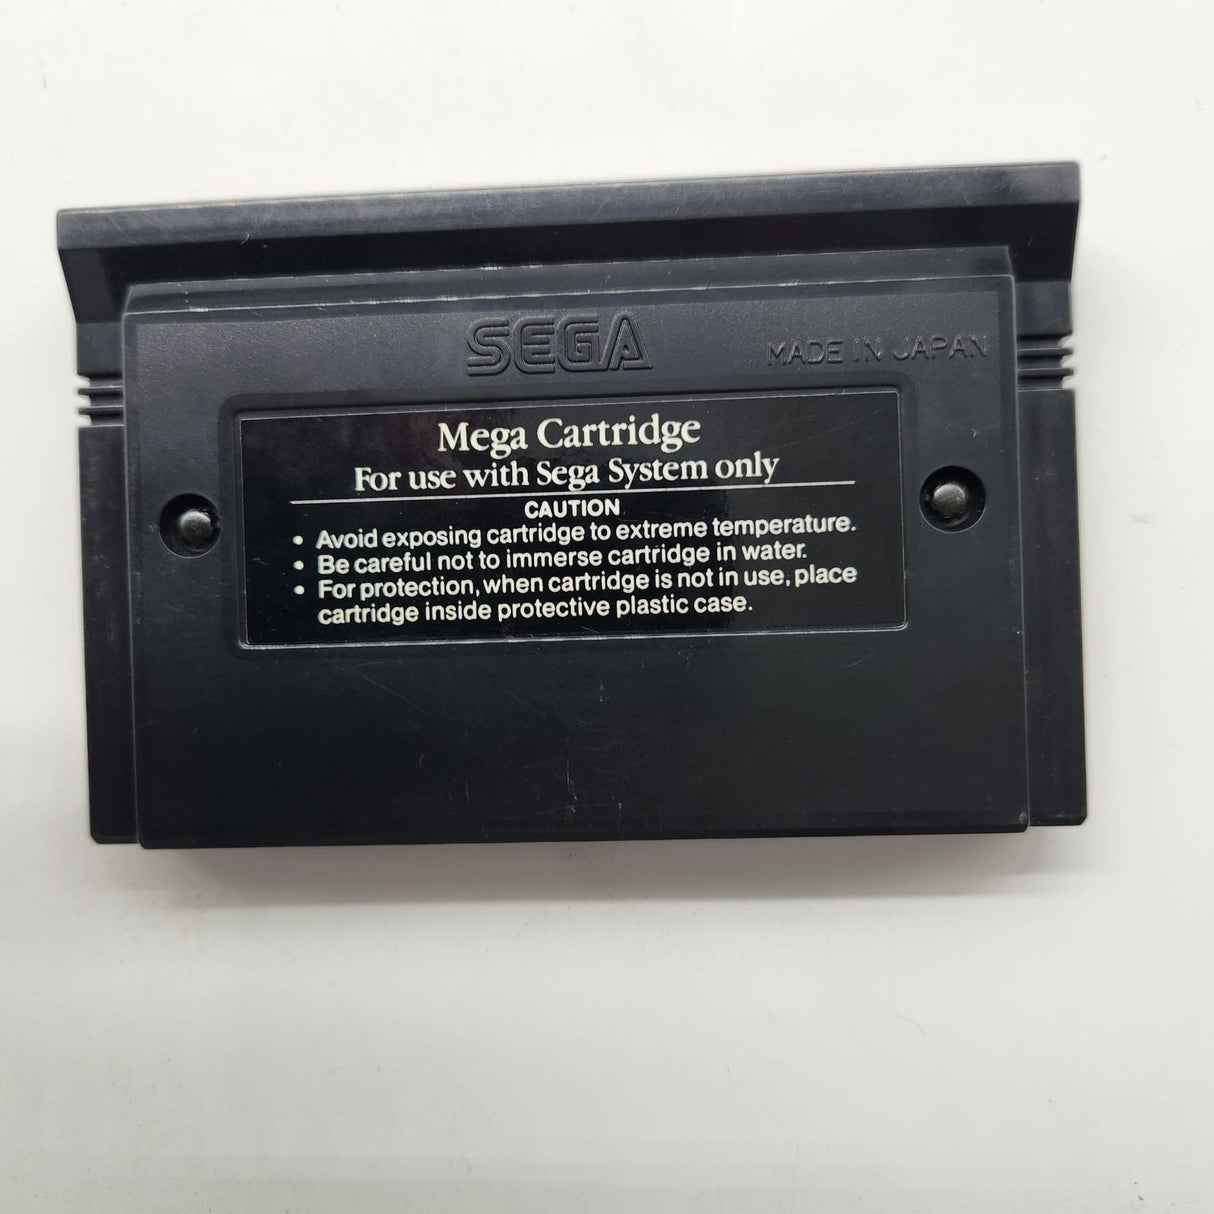 SEGA
MADE IN JAPAN
Mega Cartridge
For use with Sega System only
CAUTION
• Avoid exposing cartridge to extreme temperature.
• Be careful not to immerse cartridge in water.
• For protection, when cartridge is not in use, place
cartridge inside protective plastic case.